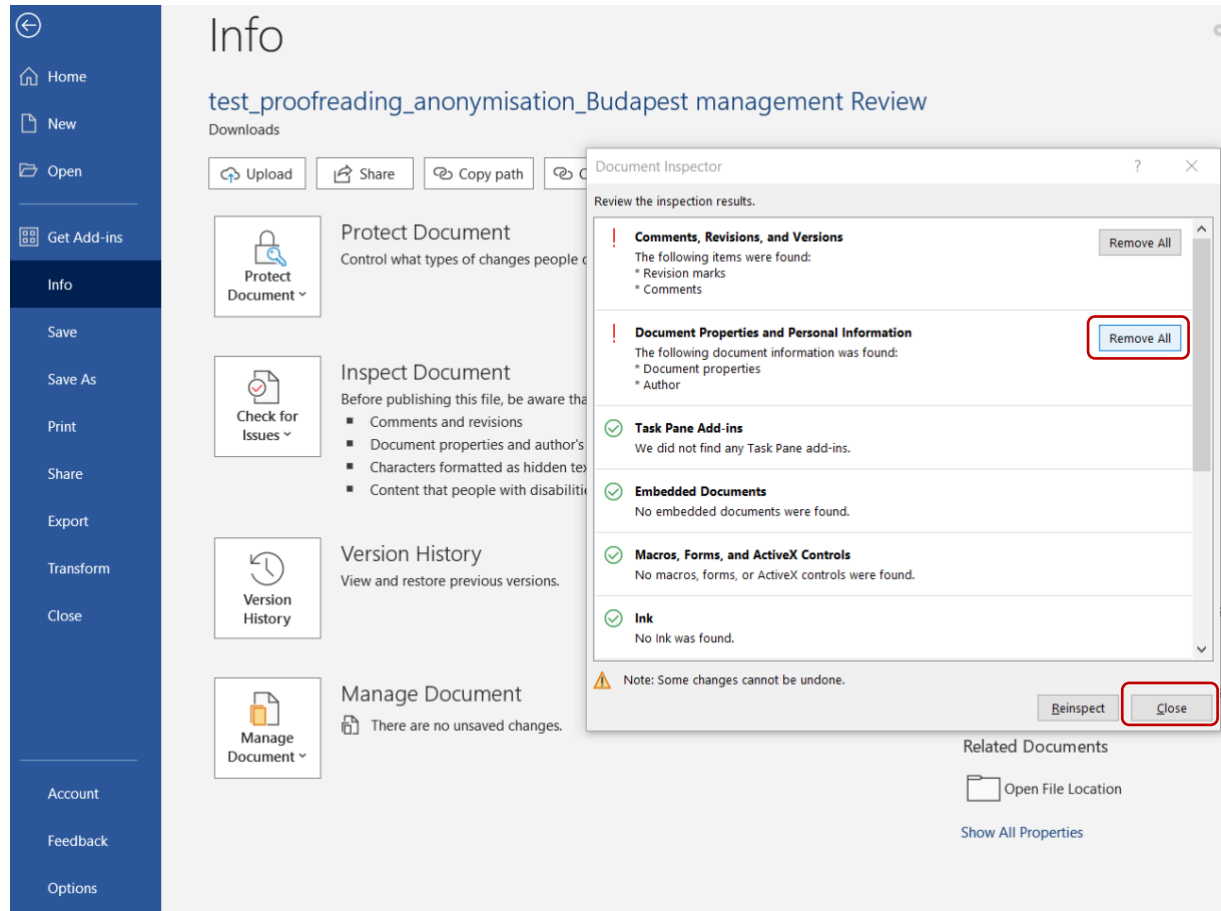 Info
Home
New
Open
Get Add-ins
Info
Save
Save As
Print
Share
Export
Transform
Close
Account
Feedback
Options
test_proofreading_anonymisation_Budapest management Review
Downloads
Upload
Share
Copy path
Protect
Document
Protect Document
Control what types of changes people
Check for
Issues
Inspect Document
Before publishing this file, be aware tha
▪ Comments and revisions
▪ Document properties and author's
▪ Characters formatted as hidden te
▪ Content that people with disabiliti
Version
History
Version History
View and restore previous versions.
Manage
Document
Manage Document
There are no unsaved changes.
Document Inspector
?
Review the inspection results.
Comments, Revisions, and Versions
The following items were found:
* Revision marks
* Comments
Remove All
Document Properties and Personal Information
The following document information was found:
* Document properties
* Author
Remove All
Task Pane Add-ins
We did not find any Task Pane add-ins.
Embedded Documents
No embedded documents were found.
Macros, Forms, and ActiveX Controls
No macros, forms, or ActiveX controls were found.
Ink
No Ink was found.
Note: Some changes cannot be undone.
Reinspect
Close
Related Documents
Open File Location
Show All Properties